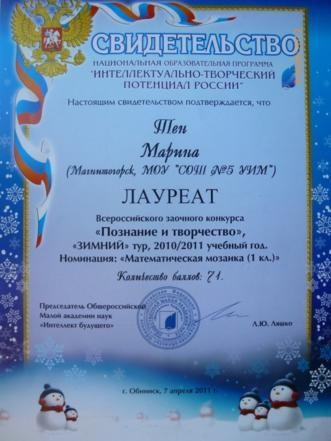 СВИДЕТЕЛЬСТВО
НАЦИОНАЛЬНАЯ ОБРАЗОВАТЕЛЬНАЯ ПРОГРАММА
"ИНТЕЛЛЕКТУАЛЬНО-ТВОРЧЕСКИЙ
ПОТЕНЦИАЛ РОССИИ"
Настоящим свидетельством подтверждается, что
Теп
Марина
(Магнитогорск, МОУ "СОШ №5 УИМ")
ЛАУРЕАТ
Всероссийского заочного конкурса
«Познание и творчество»,
«ЗИМНИЙ» тур, 2010/2011 учебный год.
Номинация: «Математическая мозаика (1 кл.)»
Количество баллов: 71.
Председатель Общероссийской
Малой академии наук
«Интеллект будущего»
Л.Ю. Ляшко
г. Обнинск, 7 апреля 2011 г.